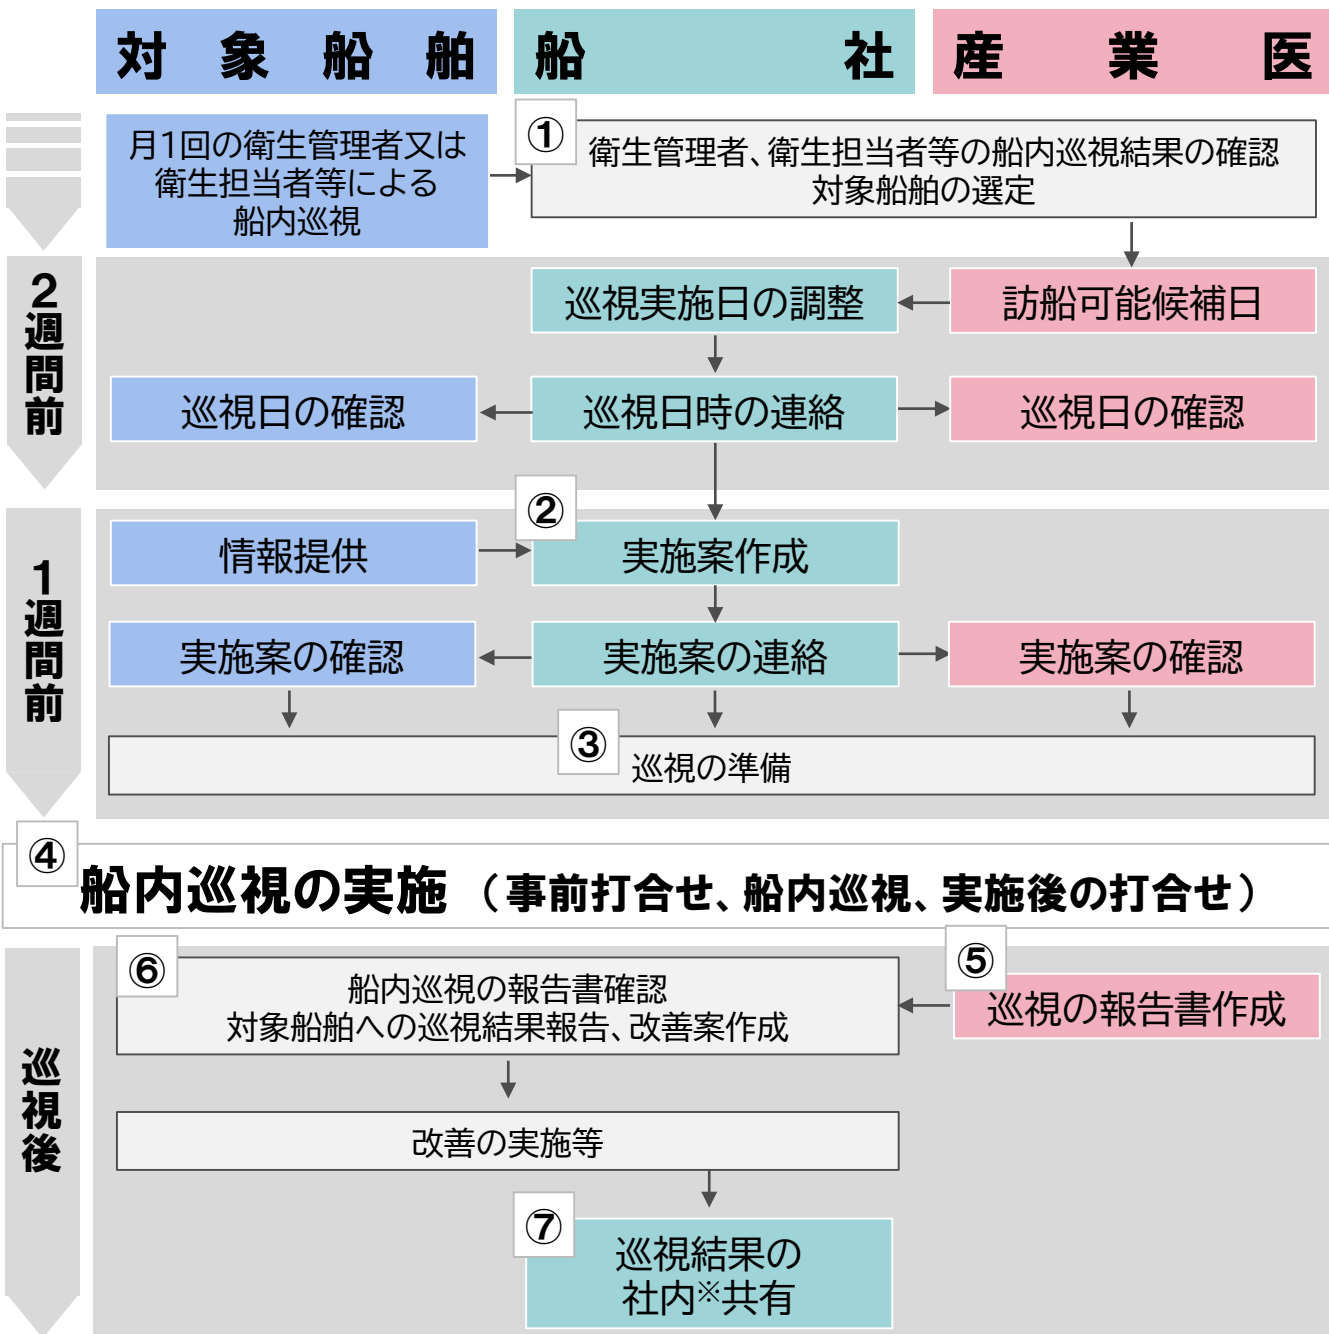 対象船舶
船社
産業医
月1回の衛生管理者又は
衛生担当者等による
船内巡視
①
衛生管理者、衛生担当者等の船内巡視結果の確認
対象船舶の選定
2週間前
巡視実施日の調整
訪船可能候補日
巡視日の確認
巡視日時の連絡
巡視日の確認
1週間前
情報提供
②
実施案作成
実施案の確認
実施案の連絡
実施案の確認
③
巡視の準備
④
船内巡視の実施（事前打合せ、船内巡視、実施後の打合せ）
巡視後
⑤
巡視の報告書作成
⑥
船内巡視の報告書確認
対象船舶への巡視結果報告、改善案作成
改善の実施等
⑦
巡視結果の
社内※共有